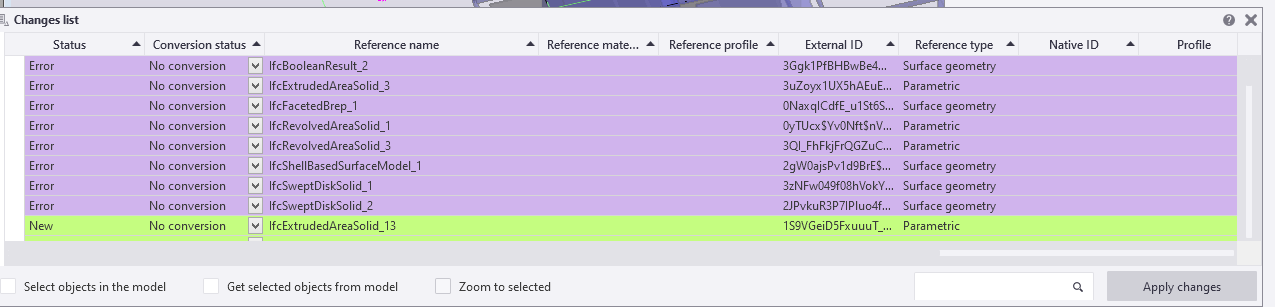 Changes list
Status Conversion status Reference name Reference mate... Reference profile External ID Reference type Native ID Profile
Error No conversion IfcBooleanResult_2 3Ggk1PfBHBwBe4... Surface geometry
Error No conversion IfcExtrudedAreaSolid_3 3uZoyx1UX5hAEuE... Parametric
Error No conversion IfcFacetedBrep_1 0NaxqICdfE_u1St6S... Surface geometry
Error No conversion IfcRevolvedAreaSolid_1 0yTUcx$Yv0Nft$nV... Parametric
Error No conversion IfcRevolvedAreaSolid_3 3QI_FhFkjFrQGZuC... Parametric
Error No conversion IfcShellBasedSurfaceModel_1 2gW0ajsPv1d9BrE$... Surface geometry
Error No conversion IfcSweptDiskSolid_1 3zNFw049f08hVokY... Surface geometry
Error No conversion IfcSweptDiskSolid_2 2JPvkuR3P7IPIuo4f... Surface geometry
New No conversion IfcExtrudedAreaSolid_13 1S9VGeiD5FxuuuT_... Parametric
Select objects in the model Get selected objects from model Zoom to selected Apply changes